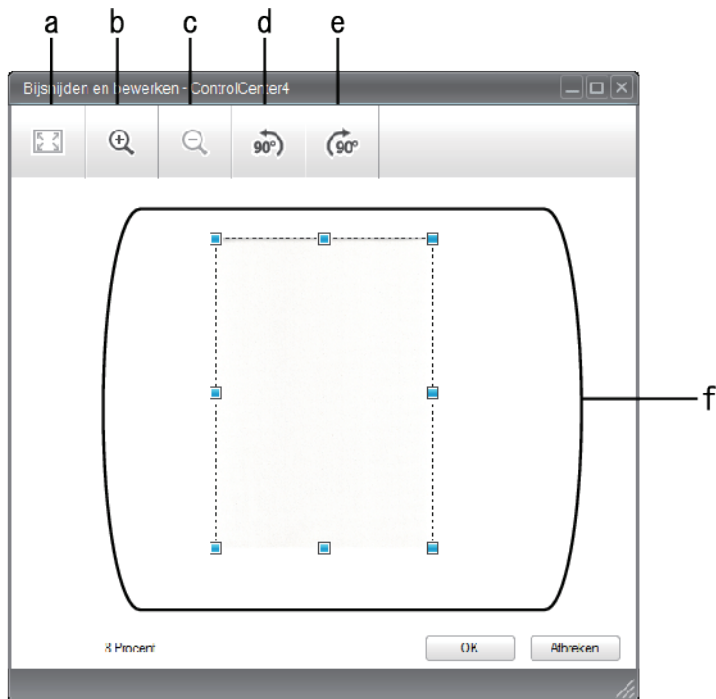 a b c d e
Bijsnijden en bewerken - ControlCenter4
90° 90°
f
8 Procent OK Afbreken